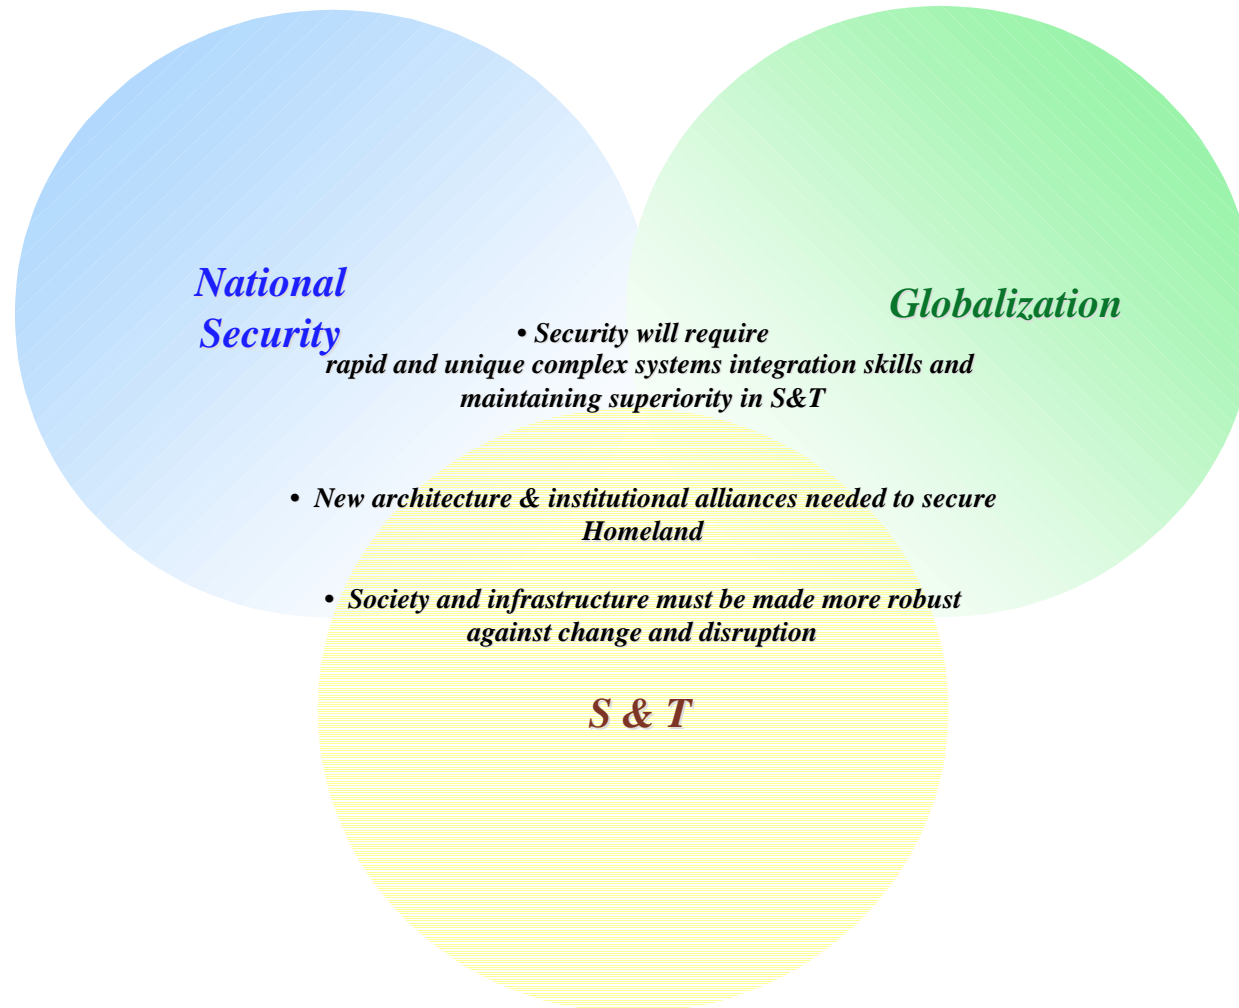 National
Security
Globalization
• Security will require
rapid and unique complex systems integration skills and
maintaining superiority in S&T
• New architecture & institutional alliances needed to secure
Homeland
• Society and infrastructure must be made more robust
against change and disruption
S & T